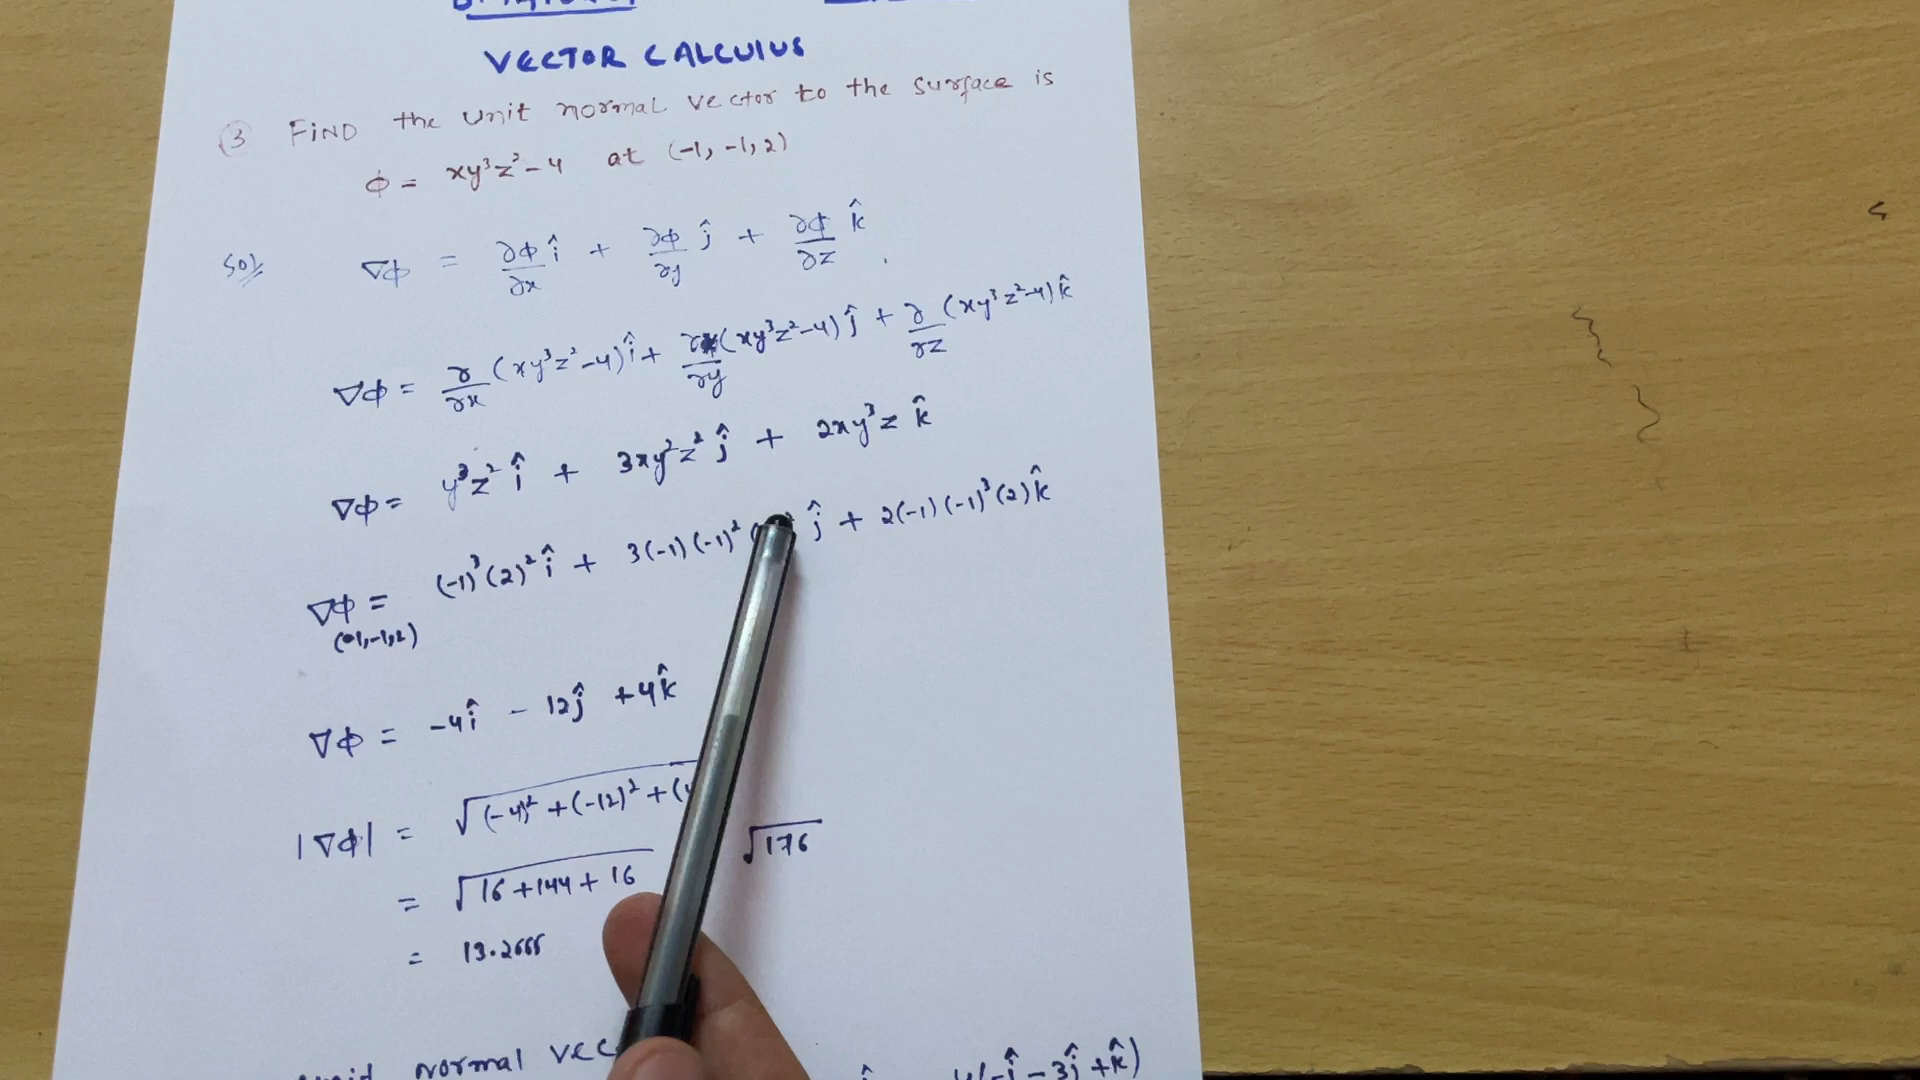 VECTOR CALCULUS
3 FIND the unit normal vector to the surface is
φ = xy³z² - 4 at (-1, -1, 2)
Sol ∇φ = ∂φ/∂x î + ∂φ/∂y ĵ + ∂φ/∂z k̂
∇φ = ∂/∂x (xy³z²-4) î + ∂/∂y (xy³z²-4) ĵ + ∂/∂z (xy³z²-4) k̂
∇φ = y³z² î + 3xy²z² ĵ + 2xy³z k̂
∇φ = (-1)³(2)² î + 3(-1)(-1)² ĵ + 2(-1)(-1)³(2) k̂
(-1,-1,2)
∇φ = -4î - 12ĵ + 4k̂
|∇φ| = √(-4)² + (-12)² +
= √16 + 144 + 16 √176
= 13.2665
normal 4(-î - 3ĵ + k̂)